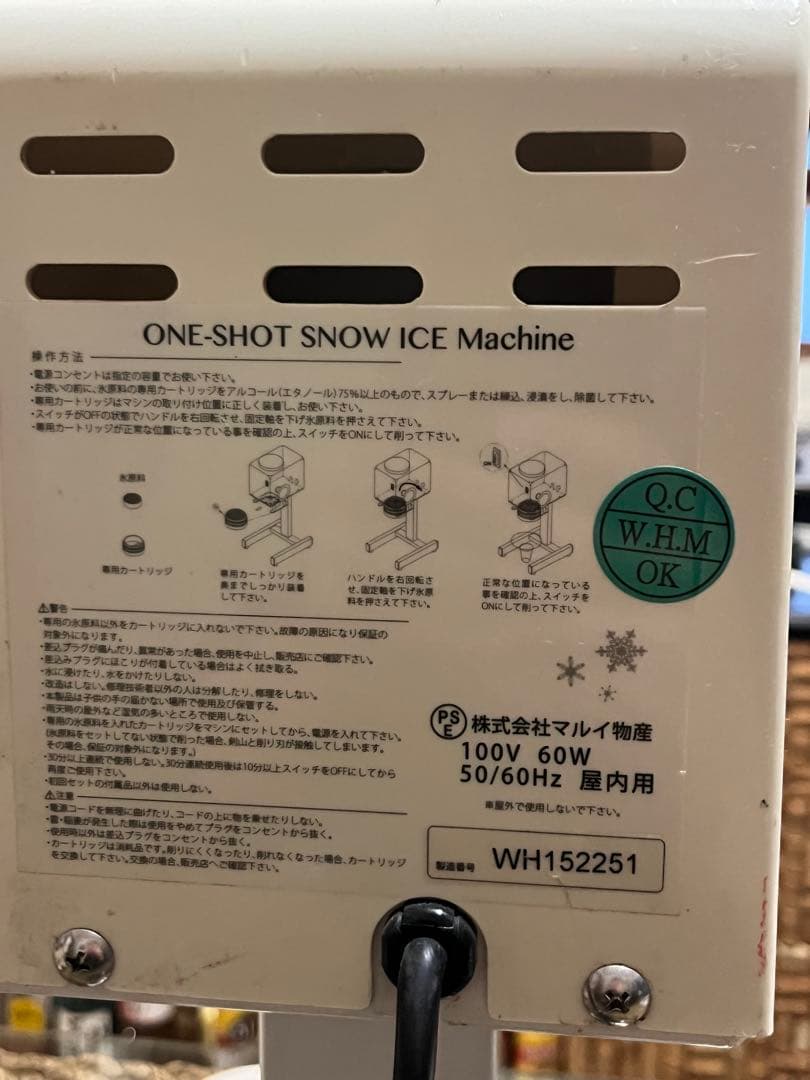 ONE-SHOT SNOW ICE Machine
操作方法
・電源コンセントは指定の容量でお使い下さい。
・お使いの前に、氷原料の専用カートリッジをアルコール(エタノール)75%以上のもので、スプレーまたは練込、浸漬をし、除菌して下さい。
・専用カートリッジはマシンの取り付け位置に正しく装着し、お使い下さい。
・スイッチがOFFの状態でハンドルを右回転させ、固定軸を下げ氷原料を押さえて下さい。
・専用カートリッジが正常な位置になっている事を確認の上、スイッチをONにして削って下さい。
氷原料
専用カートリッジ
専用カートリッジを
奥までしっかり装着
して下さい。
ハンドルを右回転さ
せ、固定軸を下げ氷原
料を押さえて下さい。
正常な位置になっている
事を確認の上、スイッチを
ONにして削って下さい。
Q.C
W.H.M
OK
⚠警告
・専用の氷原料以外をカートリッジに入れないで下さい。故障の原因になり保証の
対象外になります。
・差込プラグが痛んだり、異常があった場合、使用を中止し、販売店にご確認下さい。
・差込みプラグにほこりが付着している場合はよく拭き取る。
・水に浸けたり、水をかけたりしない。
・改造はしない。修理技術者以外の人は分解したり、修理をしない。
・本製品は子供の手の届かない場所で使用及び保管する。
・雨天時の屋外など湿気の多いところで使用しない。
・専用の氷原料を入れたカートリッジをマシンにセットしてから、電源を入れて下さい。
(氷原料をセットしてない状態で削った場合、剣山と削り刃が接触してしまいます。
その場合、保証の対象外になります。)
・30分以上連続で使用しない。30分連続使用後は10分以上スイッチをOFFにしてから
再度ご使用下さい。
・初回セットの付属品以外は使用しない。
⚠注意
・電源コードを無理に曲げたり、コードの上に物を乗せたりしない。
・雷・稲妻が発生した際は使用をやめてプラグをコンセントから抜く。
・使用時以外は差込プラグをコンセントから抜く。
・カートリッジは消耗品です。削りにくくなったり、削れなくなった場合、カートリッジ
を交換して下さい。交換の場合、販売店へご確認下さい。
PSE 株式会社マルイ物産
100V 60W
50/60Hz 屋内用
※屋外で使用しないで下さい。
製造番号 WH152251